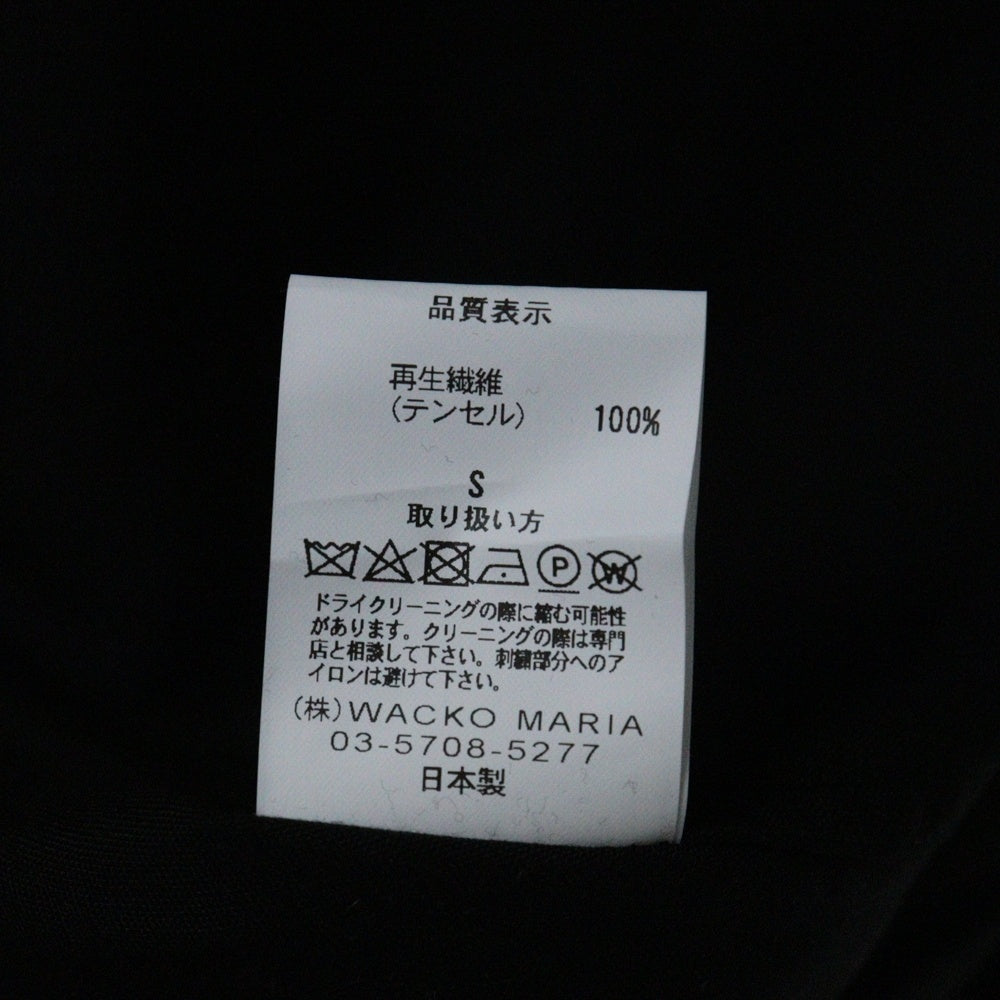 品質表示
再生繊維
(テンセル) 100%
S
取り扱い方
P W
ドライクリーニングの際に縮む可能性
があります。クリーニングの際は専門
店と相談して下さい。刺繍部分へのア
イロンは避けて下さい。
(株)WACKO MARIA
03-5708-5277
日本製